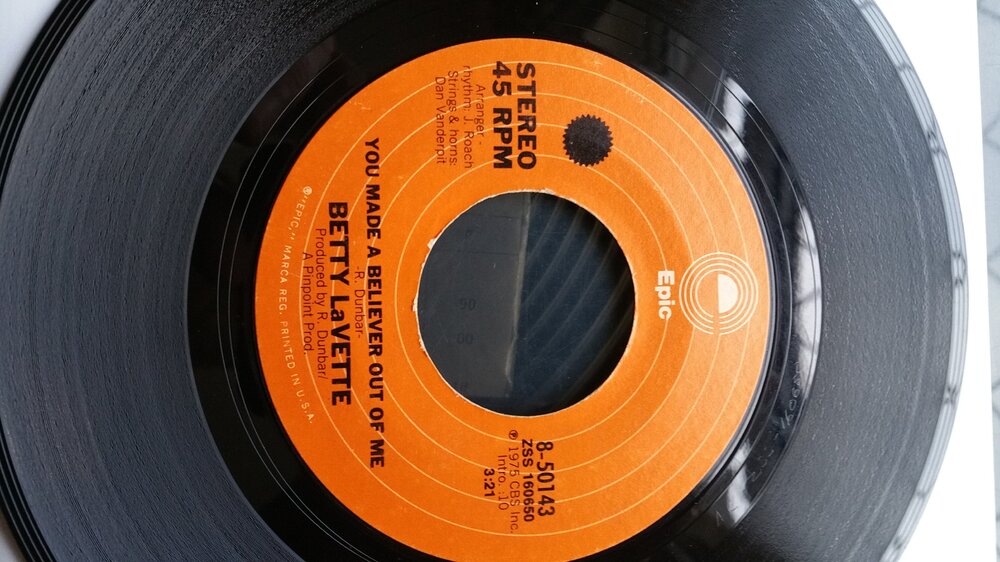 Epic
STEREO
45 RPM
Arranger -
rhythm: J. Roach
Strings & horns:
Dan Vanderpit
8-50143
ZSS 160650
℗ 1975 CBS Inc.
Intro. :10
3:21
YOU MADE A BELIEVER OUT OF ME
-R. Dunbar-
BETTY LaVETTE
Produced by R. Dunbar/
A Pinpoint Prod.
℗ "EPIC," MARCA REG. PRINTED IN U.S.A.